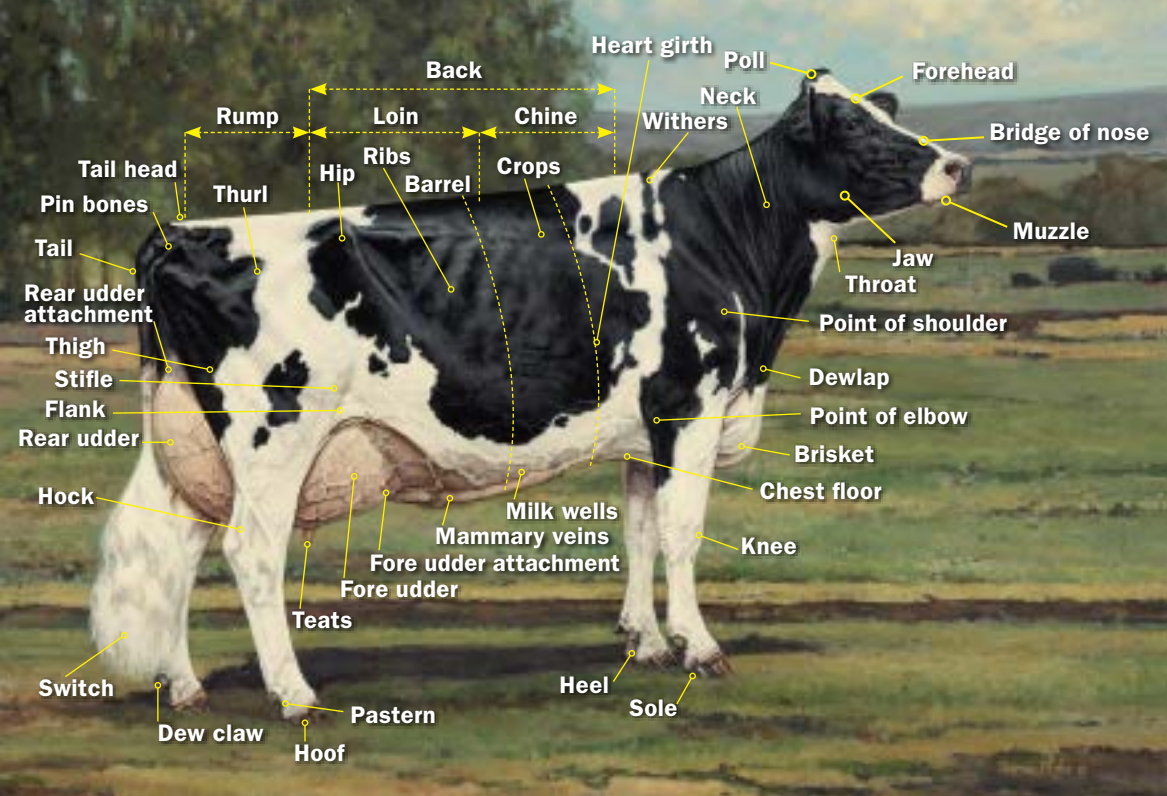 Heart girth
Poll
Back
Forehead
Neck
Rump
Loin
Chine
Withers
Bridge of nose
Ribs
Crops
Tail head
Hip
Barrel
Thurl
Pin bones
Muzzle
Tail
Jaw
Throat
Rear udder
attachment
Point of shoulder
Thigh
Stifle
Dewlap
Flank
Point of elbow
Rear udder
Brisket
Hock
Chest floor
Milk wells
Mammary veins
Knee
Fore udder attachment
Fore udder
Teats
Switch
Heel
Sole
Pastern
Dew claw
Hoof